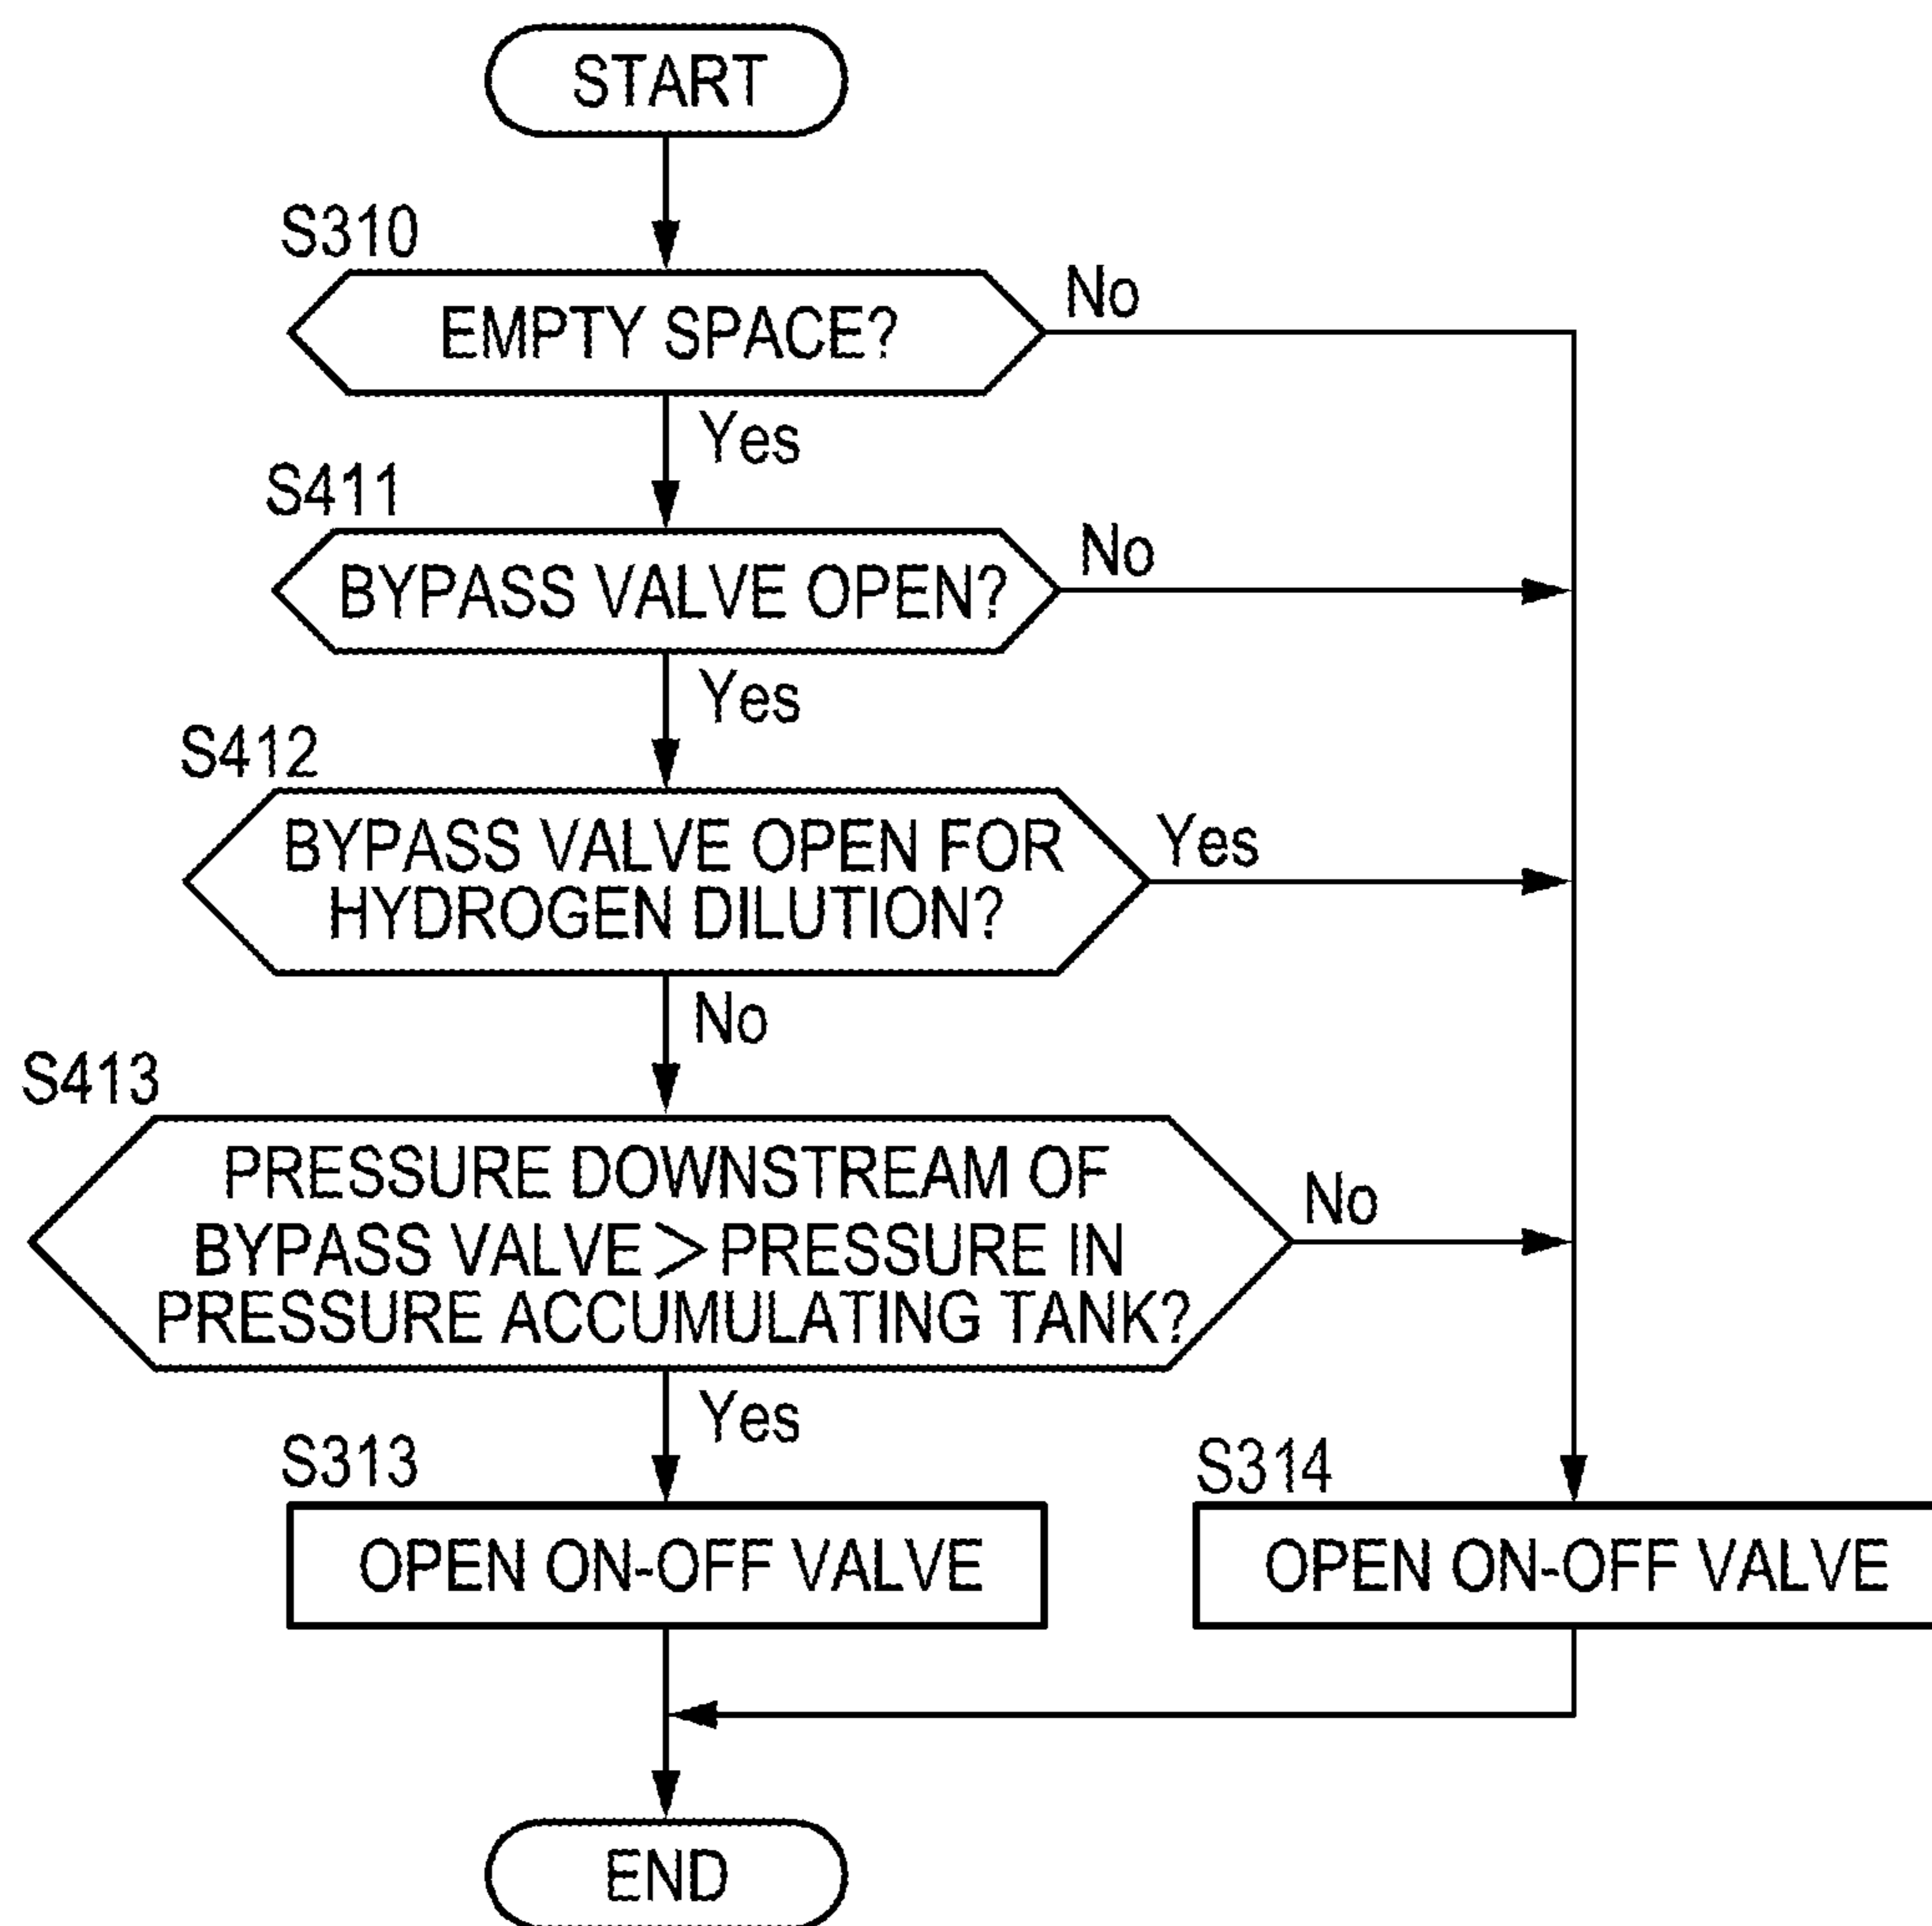 START
S310
EMPTY SPACE?
No
Yes
S411
BYPASS VALVE OPEN?
No
Yes
S412
BYPASS VALVE OPEN FOR
HYDROGEN DILUTION?
Yes
No
S413
PRESSURE DOWNSTREAM OF
BYPASS VALVE > PRESSURE IN
PRESSURE ACCUMULATING TANK?
No
Yes
S313
OPEN ON-OFF VALVE
S314
OPEN ON-OFF VALVE
END